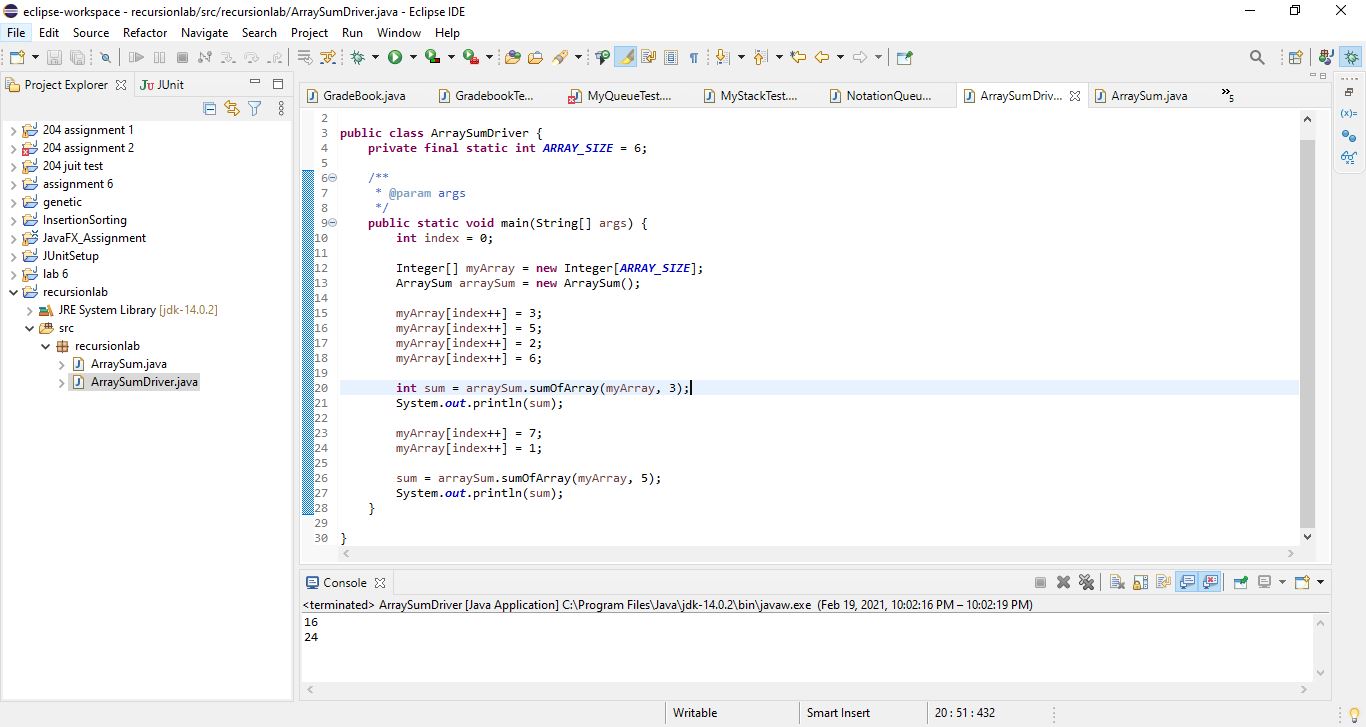 eclipse-workspace - recursionlab/src/recursionlab/ArraySumDriver.java - Eclipse IDE
File Edit Source Refactor Navigate Search Project Run Window Help
Project Explorer JUnit
GradeBook.java GradebookTe... MyQueueTest.... MyStackTest.... NotationQueu... ArraySumDriv... ArraySum.java »5
204 assignment 1
204 assignment 2
204 juit test
assignment 6
genetic
InsertionSorting
JavaFX_Assignment
JUnitSetup
lab 6
recursionlab
JRE System Library [jdk-14.0.2]
src
recursionlab
ArraySum.java
ArraySumDriver.java
2
3 public class ArraySumDriver {
4 private final static int ARRAY_SIZE = 6;
5
6 /**
7 * @param args
8 */
9 public static void main(String[] args) {
10 int index = 0;
11
12 Integer[] myArray = new Integer[ARRAY_SIZE];
13 ArraySum arraySum = new ArraySum();
14
15 myArray[index++] = 3;
16 myArray[index++] = 5;
17 myArray[index++] = 2;
18 myArray[index++] = 6;
19
20 int sum = arraySum.sumOfArray(myArray, 3);
21 System.out.println(sum);
22
23 myArray[index++] = 7;
24 myArray[index++] = 1;
25
26 sum = arraySum.sumOfArray(myArray, 5);
27 System.out.println(sum);
28 }
29
30 }
Console
<terminated> ArraySumDriver [Java Application] C:\Program Files\Java\jdk-14.0.2\bin\javaw.exe (Feb 19, 2021, 10:02:16 PM – 10:02:19 PM)
16
24
Writable Smart Insert 20 : 51 : 432